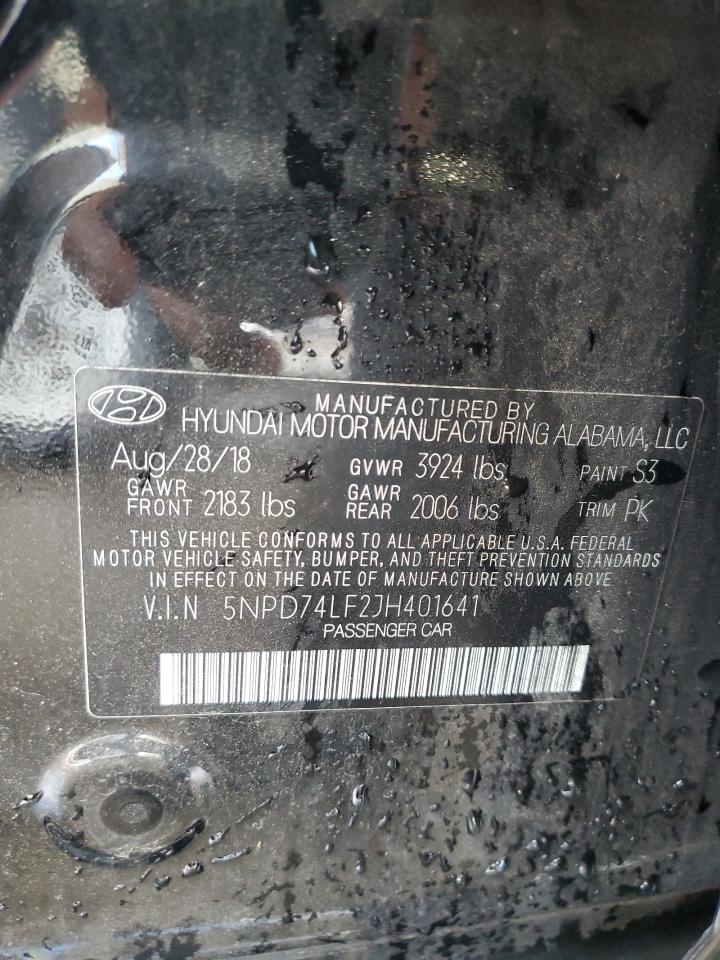 MANUFACTURED BY
HYUNDAI MOTOR MANUFACTURING ALABAMA, LLC
Aug/28/18 GVWR 3924 lbs PAINT S3
GAWR FRONT 2183 lbs GAWR REAR 2006 lbs TRIM PK
THIS VEHICLE CONFORMS TO ALL APPLICABLE U.S.A. FEDERAL
MOTOR VEHICLE SAFETY, BUMPER, AND THEFT PREVENTION STANDARDS
IN EFFECT ON THE DATE OF MANUFACTURE SHOWN ABOVE
V.I.N 5NPD74LF2JH401641
PASSENGER CAR